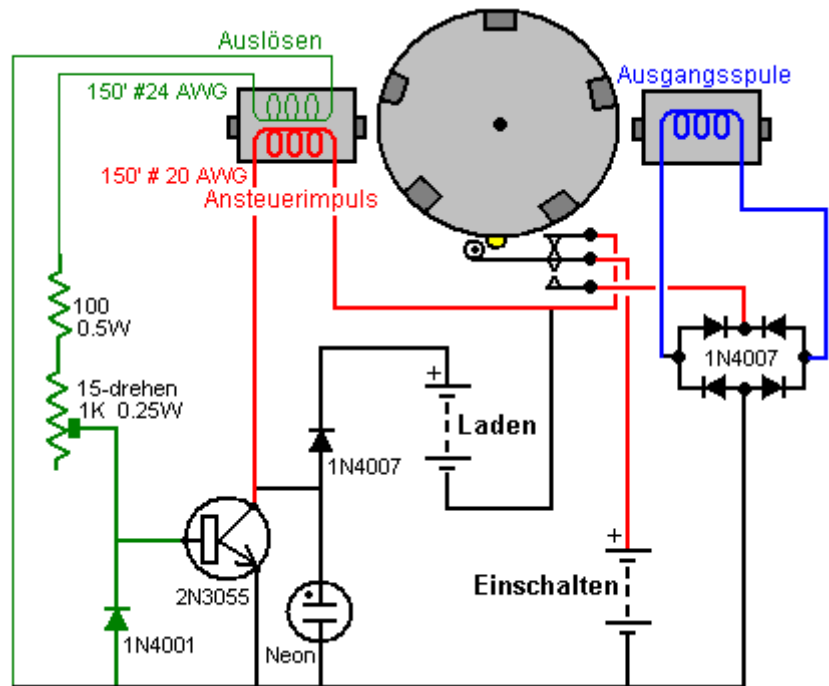 Auslösen
150' #24 AWG
Ausgangsspule
150' # 20 AWG
Ansteuerimpuls
100
0.5W
1N4007
15-drehen
1K 0.25W
+
Laden
1N4007
+
Einschalten
2N3055
1N4001
Neon